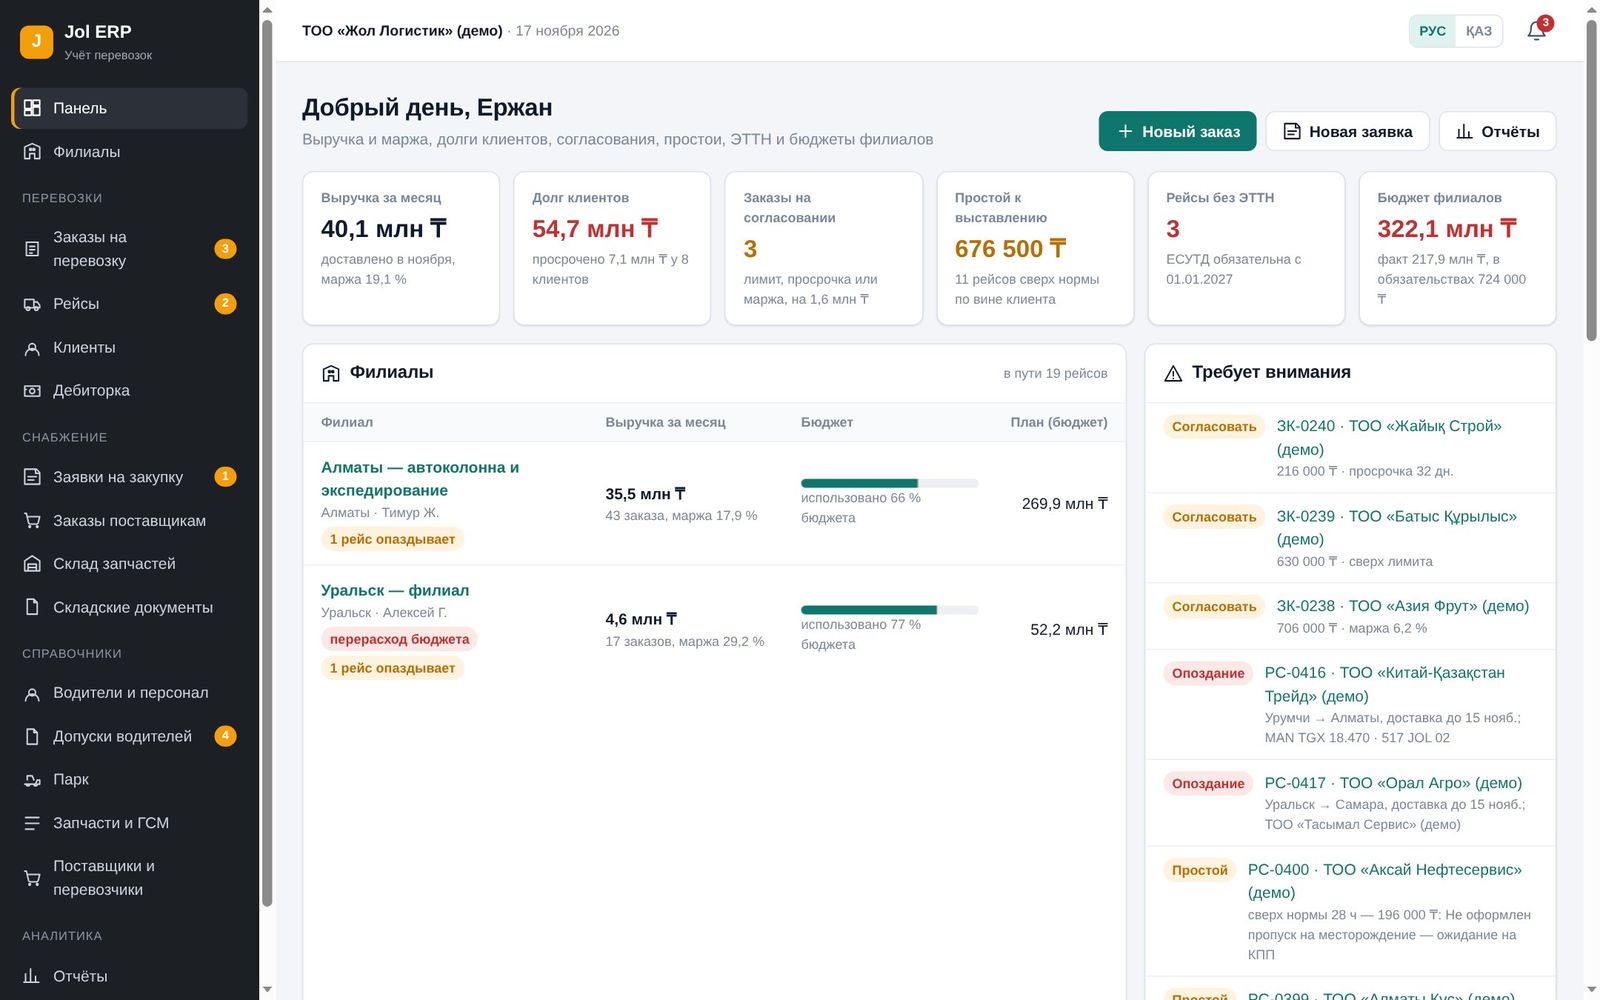 J
Jol ERP
Учёт перевозок
Панель
Филиалы
ПЕРЕВОЗКИ
Заказы на
перевозку
3
Рейсы
2
Клиенты
Дебиторка
СНАБЖЕНИЕ
Заявки на закупку
1
Заказы поставщикам
Склад запчастей
Складские документы
СПРАВОЧНИКИ
Водители и персонал
Допуски водителей
4
Парк
Запчасти и ГСМ
Поставщики и
перевозчики
АНАЛИТИКА
Отчёты
ТОО «Жол Логистик» (демо) · 17 ноября 2026
РУС
ҚАЗ
3
Добрый день, Ержан
Выручка и маржа, долги клиентов, согласования, простои, ЭТТН и бюджеты филиалов
Новый заказ
Новая заявка
Отчёты
Выручка за месяц
40,1 млн ₸
доставлено в ноября,
маржа 19,1 %
Долг клиентов
54,7 млн ₸
просрочено 7,1 млн ₸ у 8
клиентов
Заказы на
согласовании
3
лимит, просрочка или
маржа, на 1,6 млн ₸
Простой к
выставлению
676 500 ₸
11 рейсов сверх нормы
по вине клиента
Рейсы без ЭТТН
3
ЕСУТД обязательна с
01.01.2027
Бюджет филиалов
322,1 млн ₸
факт 217,9 млн ₸, в
обязательствах 724 000
₸
Филиалы
в пути 19 рейсов
Филиал
Выручка за месяц
Бюджет
План (бюджет)
Алматы — автоколонна и
экспедирование
Алматы · Тимур Ж.
1 рейс опаздывает
35,5 млн ₸
43 заказа, маржа 17,9 %
использовано 66 %
бюджета
269,9 млн ₸
Уральск — филиал
Уральск · Алексей Г.
перерасход бюджета
1 рейс опаздывает
4,6 млн ₸
17 заказов, маржа 29,2 %
использовано 77 %
бюджета
52,2 млн ₸
Требует внимания
Согласовать
ЗК-0240 · ТОО «Жайық Строй»
(демо)
216 000 ₸ · просрочка 32 дн.
Согласовать
ЗК-0239 · ТОО «Батыс Құрылыс»
(демо)
630 000 ₸ · сверх лимита
Согласовать
ЗК-0238 · ТОО «Азия Фрут» (демо)
706 000 ₸ · маржа 6,2 %
Опоздание
РС-0416 · ТОО «Китай-Қазақстан
Трейд» (демо)
Урумчи → Алматы, доставка до 15 нояб.;
MAN TGX 18.470 · 517 JOL 02
Опоздание
РС-0417 · ТОО «Орал Агро» (демо)
Уральск → Самара, доставка до 15 нояб.;
ТОО «Тасымал Сервис» (демо)
Простой
РС-0400 · ТОО «Аксай Нефтесервис»
(демо)
сверх нормы 28 ч — 196 000 ₸: Не оформлен
пропуск на месторождение — ожидание на
КПП
Простой
РС-0399 · ТОО «Алматы Кус» (демо)